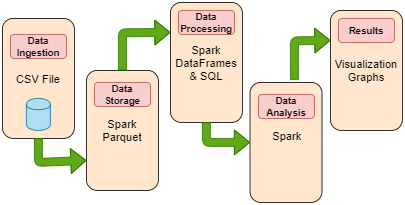 Data
Ingestion
CSV File
Data
Storage
Spark
Parquet
Data
Processing
Spark
DataFrames
& SQL
Data
Analysis
Spark
Results
Visualization
Graphs